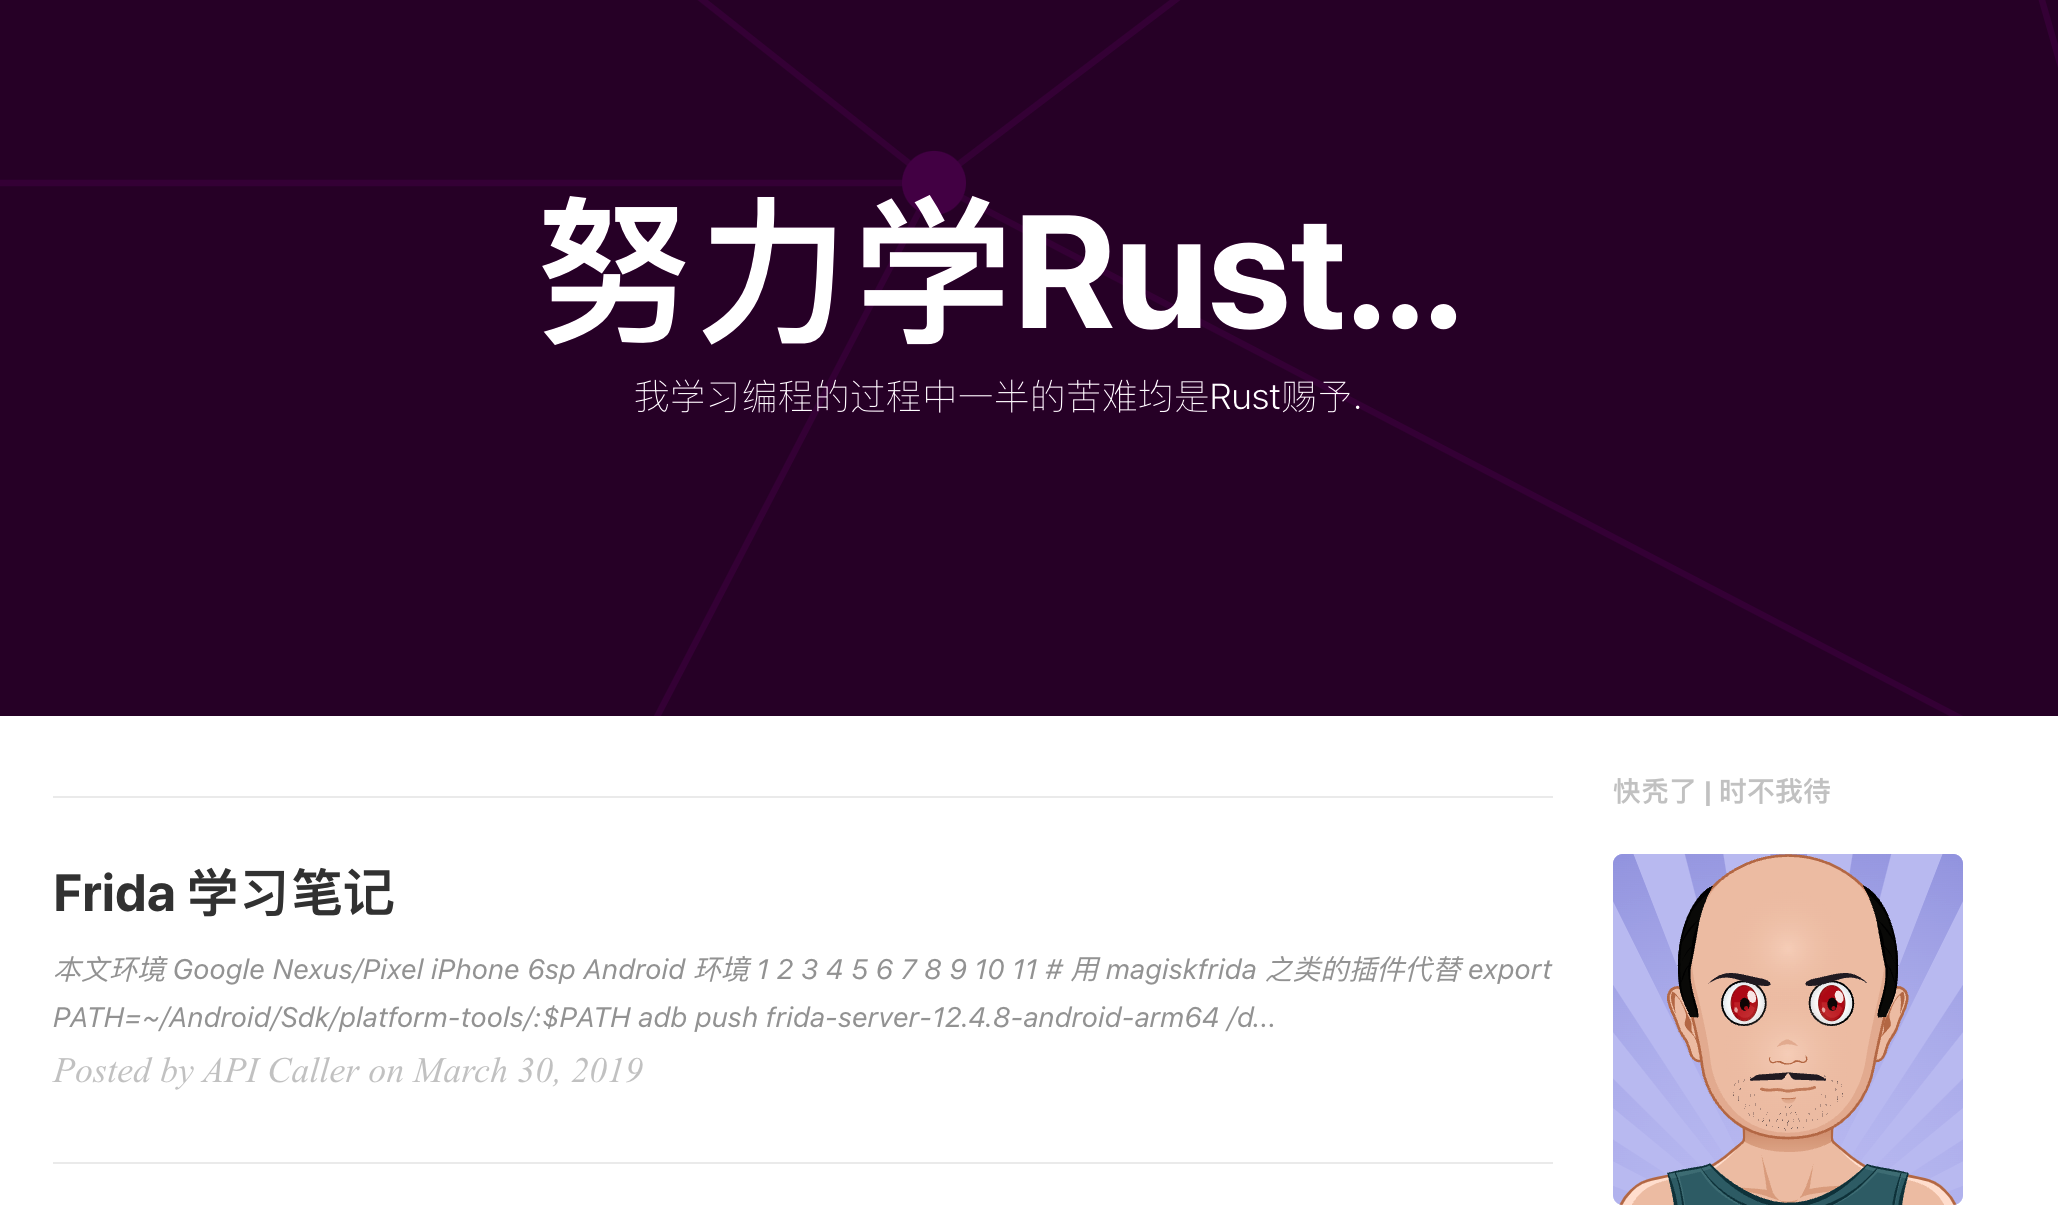 努力学Rust...
我学习编程的过程中一半的苦难均是Rust赐予.
快秃了 | 时不我待
Frida 学习笔记
本文环境 Google Nexus/Pixel iPhone 6sp Android 环境 1 2 3 4 5 6 7 8 9 10 11 # 用 magiskfrida 之类的插件代替 export
PATH=~/Android/Sdk/platform-tools/:$PATH adb push frida-server-12.4.8-android-arm64 /d...
Posted by API Caller on March 30, 2019